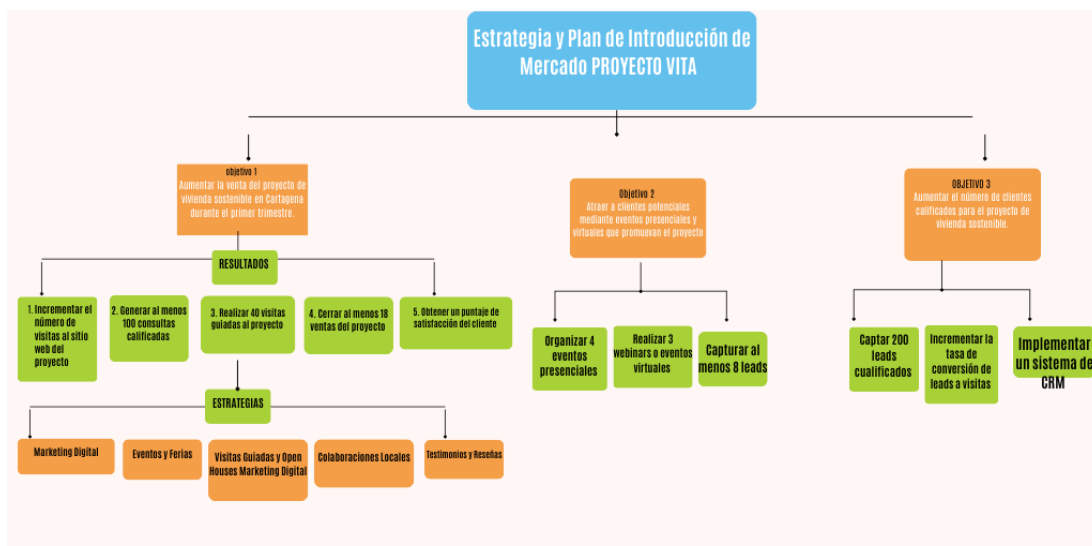 Estrategia y Plan de Introducción de
Mercado PROYECTO VITA
objetivo 1
Aumentar la venta del proyecto de
vivienda sostenible en Cartagena
durante el primer trimestre.
Objetivo 2
Atraer a clientes potenciales
mediante eventos presenciales y
virtuales que promuevan el proyecto
OBJETIVO 3
Aumentar el número de clientes
calificados para el proyecto de
vivienda sostenible.
RESULTADOS
1. Incrementar el
número de
visitas al sitio
web del
proyecto
2. Generar al menos
100 consultas
calificadas
3. Realizar 40 visitas
guiadas al proyecto
4. Cerrar al menos 18
ventas del proyecto
5. Obtener un puntaje de
satisfacción del cliente
Organizar 4
eventos
presenciales
Realizar 3
webinars o eventos
virtuales
Capturar al
menos 8 leads
Captar 200
leads
cualificados
Incrementar la
tasa de
conversión de
leads a visitas
Implementar
un sistema de
CRM
ESTRATEGIAS
Marketing Digital
Eventos y Ferias
Visitas Guiadas y Open
Houses Marketing Digital
Colaboraciones Locales
Testimonios y Reseñas